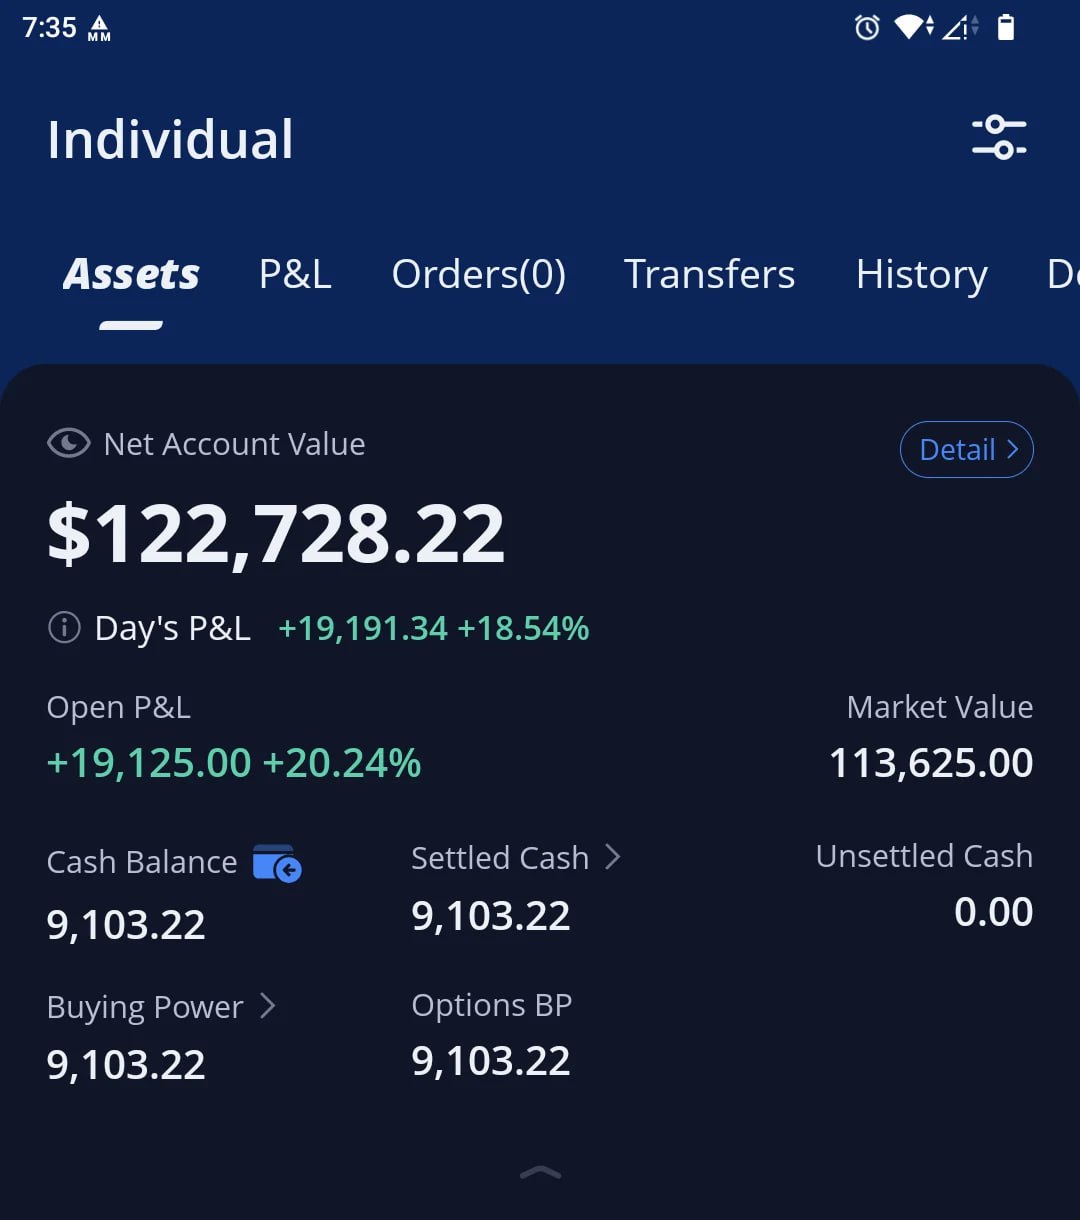 7:35
MM
Individual
Assets P&L Orders(0) Transfers History De
Net Account Value
Detail
$122,728.22
Day's P&L +19,191.34 +18.54%
Open P&L Market Value
+19,125.00 +20.24% 113,625.00
Cash Balance Settled Cash Unsettled Cash
9,103.22 9,103.22 0.00
Buying Power Options BP
9,103.22 9,103.22